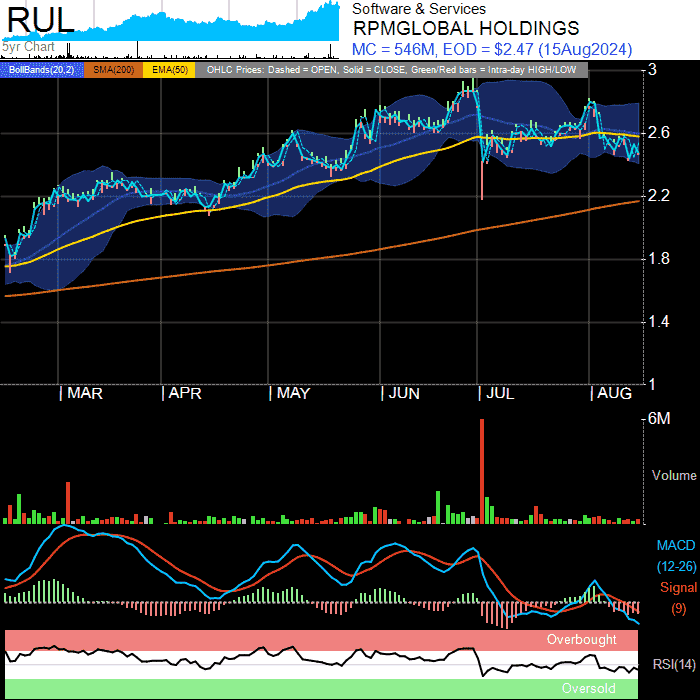 RUL
5yr Chart
Software & Services
RPMGLOBAL HOLDINGS
MC = 546M, EOD = $2.47 (15Aug2024)
BollBands(20,2) SMA(200) EMA(50) OHLC Prices: Dashed = OPEN, Solid = CLOSE, Green/Red bars = Intra-day HIGH/LOW
3
2.6
2.2
1.8
1.4
1
| MAR | APR | MAY | JUN | JUL | AUG
6M
Volume
MACD
(12-26)
Signal
(9)
Overbought
RSI(14)
Oversold